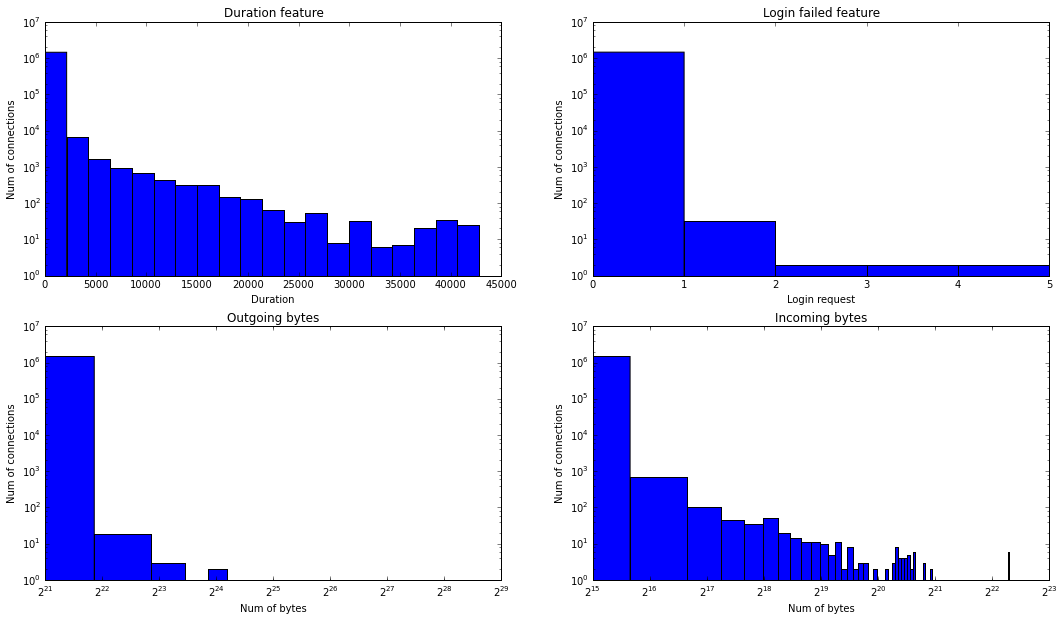 Duration feature
10^7
10^6
10^5
10^4
10^3
10^2
10^1
10^0
Num of connections
0 5000 10000 15000 20000 25000 30000 35000 40000 45000
Duration
Login failed feature
10^7
10^6
10^5
10^4
10^3
10^2
10^1
10^0
Num of connections
0 1 2 3 4 5
Login request
Outgoing bytes
10^7
10^6
10^5
10^4
10^3
10^2
10^1
10^0
Num of connections
2^21 2^22 2^23 2^24 2^25 2^26 2^27 2^28 2^29
Num of bytes
Incoming bytes
10^7
10^6
10^5
10^4
10^3
10^2
10^1
10^0
Num of connections
2^15 2^16 2^17 2^18 2^19 2^20 2^21 2^22 2^23
Num of bytes